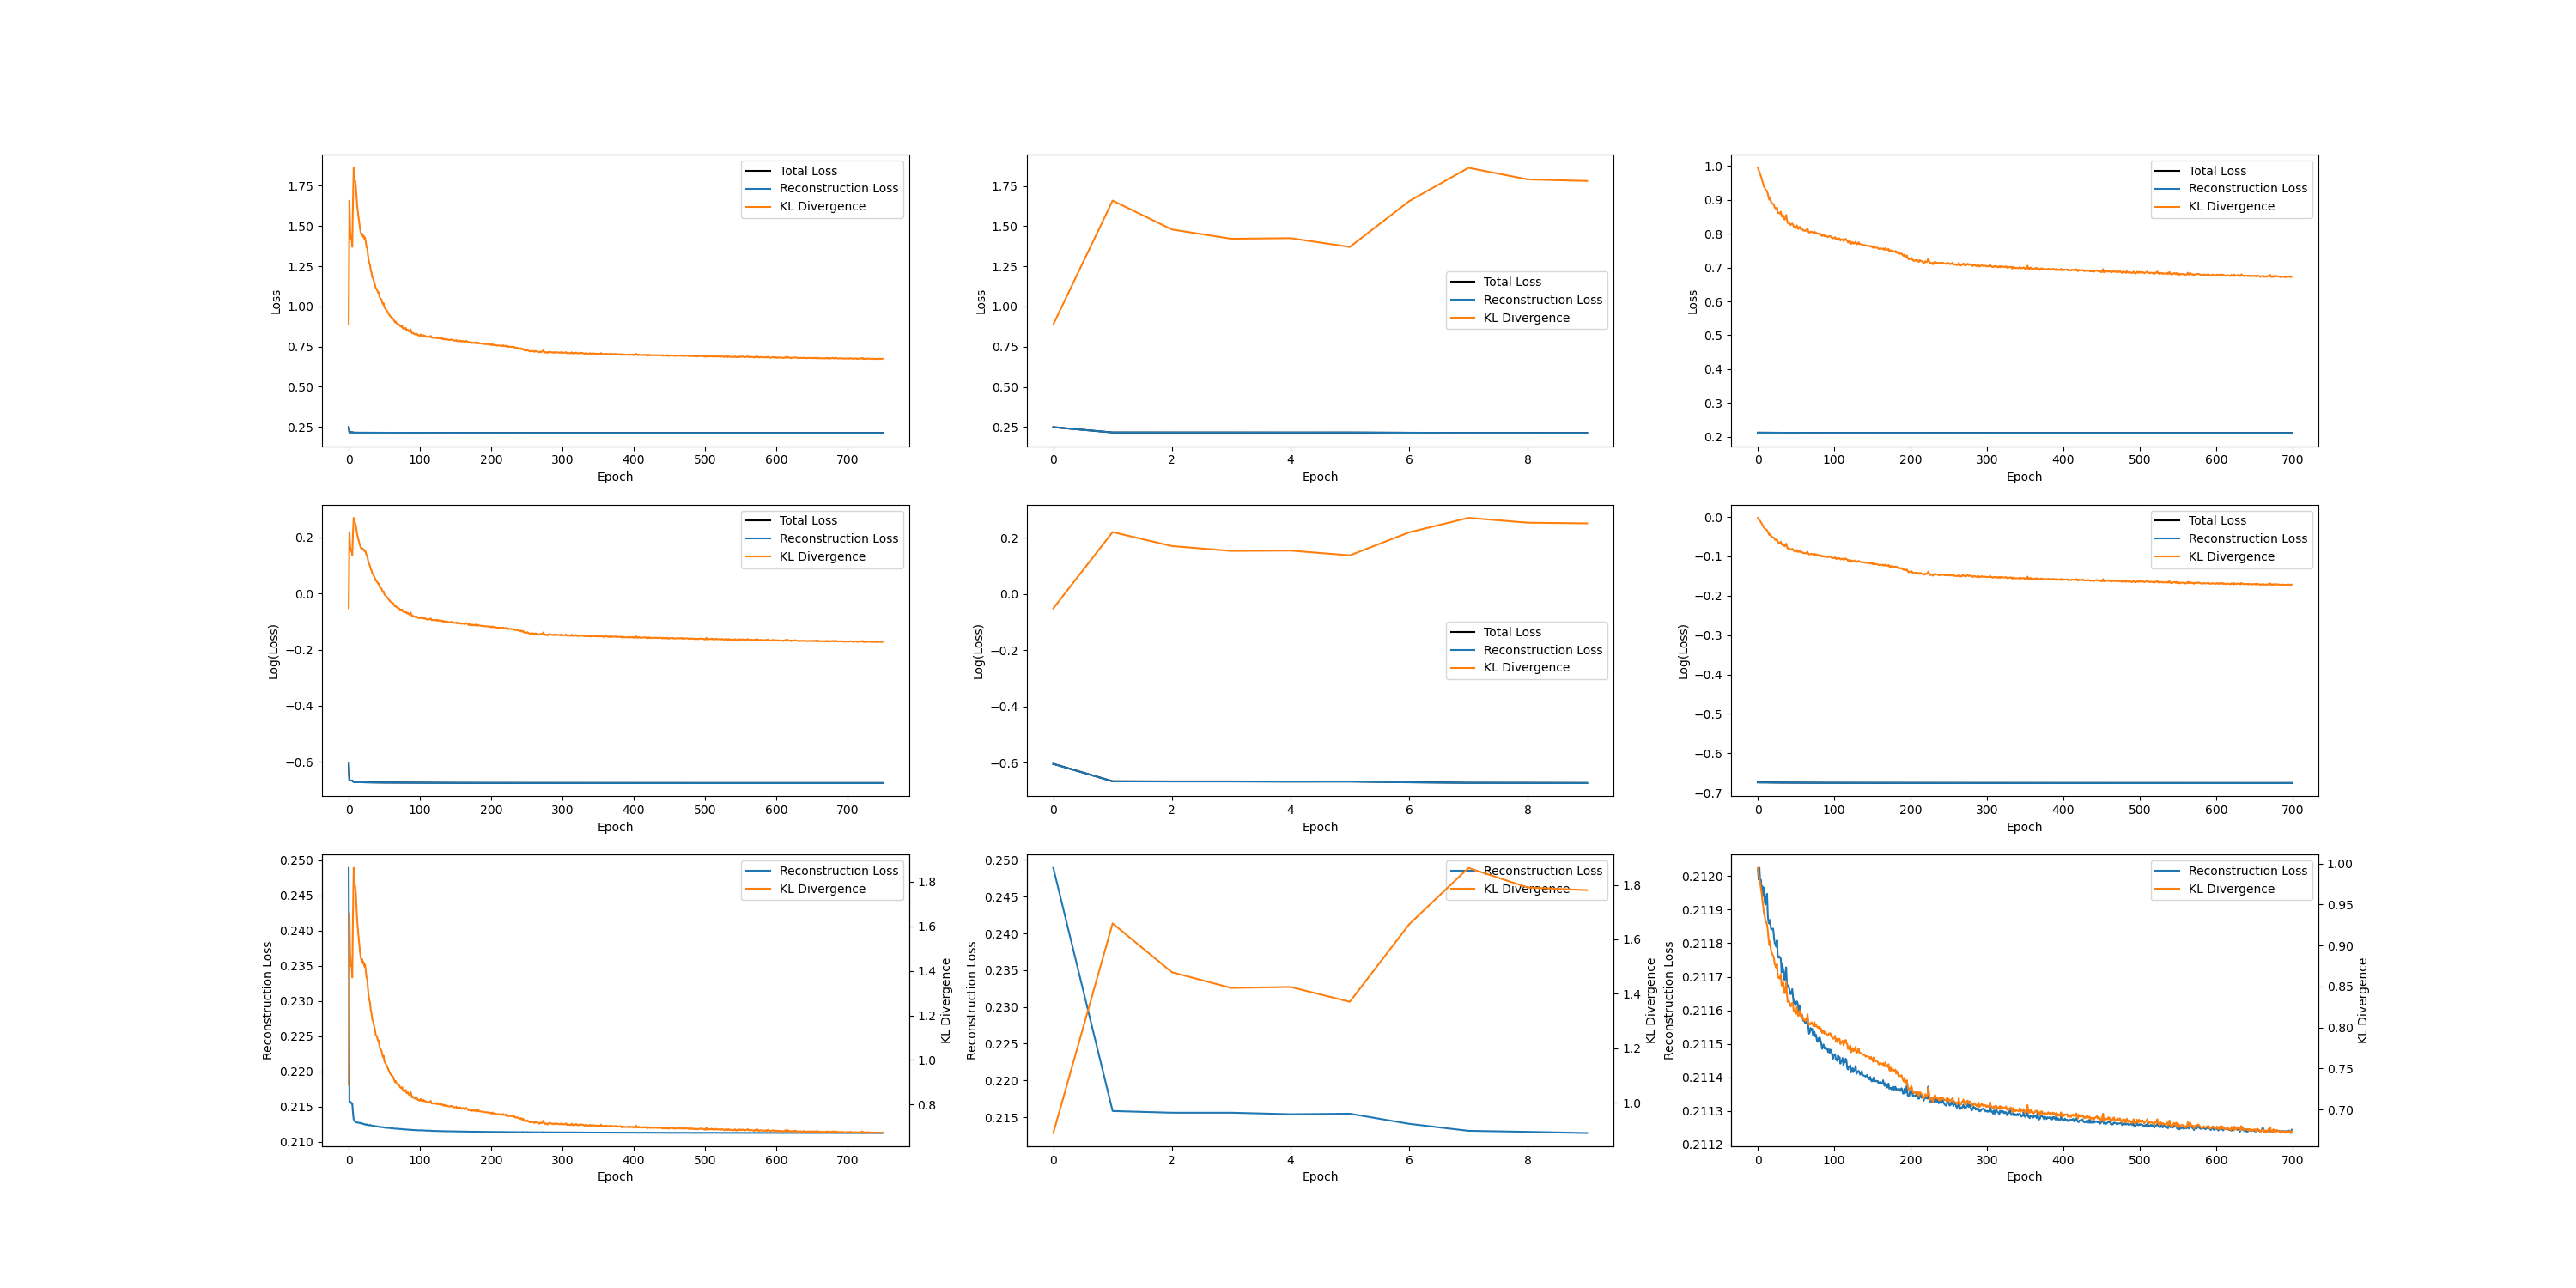 1.75
1.50
1.25
1.00
0.75
0.50
0.25
Loss
0 100 200 300 400 500 600 700
Epoch
Total Loss
Reconstruction Loss
KL Divergence
1.75
1.50
1.25
1.00
0.75
0.50
0.25
Loss
0 2 4 6 8
Epoch
Total Loss
Reconstruction Loss
KL Divergence
1.0
0.9
0.8
0.7
0.6
0.5
0.4
0.3
0.2
Loss
0 100 200 300 400 500 600 700
Epoch
Total Loss
Reconstruction Loss
KL Divergence
0.2
0.0
−0.2
−0.4
−0.6
Log(Loss)
0 100 200 300 400 500 600 700
Epoch
Total Loss
Reconstruction Loss
KL Divergence
0.2
0.0
−0.2
−0.4
−0.6
Log(Loss)
0 2 4 6 8
Epoch
Total Loss
Reconstruction Loss
KL Divergence
0.0
−0.1
−0.2
−0.3
−0.4
−0.5
−0.6
−0.7
Log(Loss)
0 100 200 300 400 500 600 700
Epoch
Total Loss
Reconstruction Loss
KL Divergence
0.250
0.245
0.240
0.235
0.230
0.225
0.220
0.215
0.210
Reconstruction Loss
0 100 200 300 400 500 600 700
Epoch
Reconstruction Loss
KL Divergence
1.8
1.6
1.4
1.2
1.0
0.8
KL Divergence
0.250
0.245
0.240
0.235
0.230
0.225
0.220
0.215
Reconstruction Loss
0 2 4 6 8
Epoch
Reconstruction Loss
KL Divergence
1.8
1.6
1.4
1.2
1.0
KL Divergence
0.2120
0.2119
0.2118
0.2117
0.2116
0.2115
0.2114
0.2113
0.2112
Reconstruction Loss
0 100 200 300 400 500 600 700
Epoch
Reconstruction Loss
KL Divergence
1.00
0.95
0.90
0.85
0.80
0.75
0.70
KL Divergence